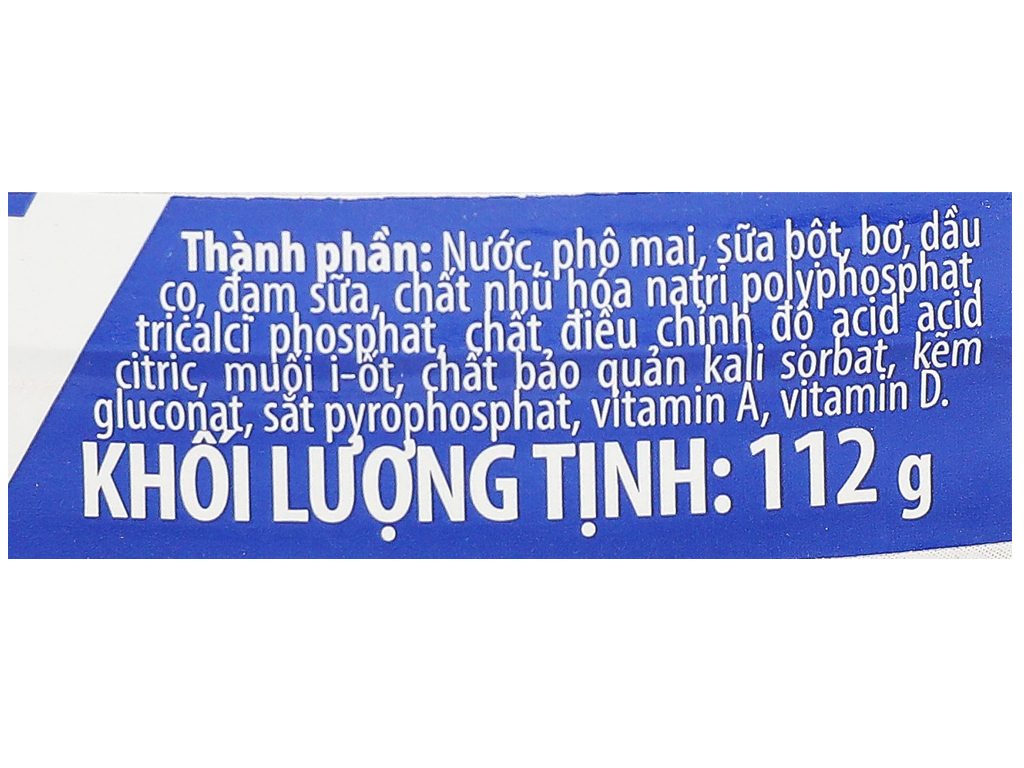 Thành phần: Nước, phô mai, sữa bột, bơ, dầu
cọ, đạm sữa, chất nhũ hóa natri polyphosphat,
tricalci phosphat, chất điều chỉnh độ acid acid
citric, muối i-ốt, chất bảo quản kali sorbat, kẽm
gluconat, sắt pyrophosphat, vitamin A, vitamin D.
KHỐI LƯỢNG TỊNH: 112 g